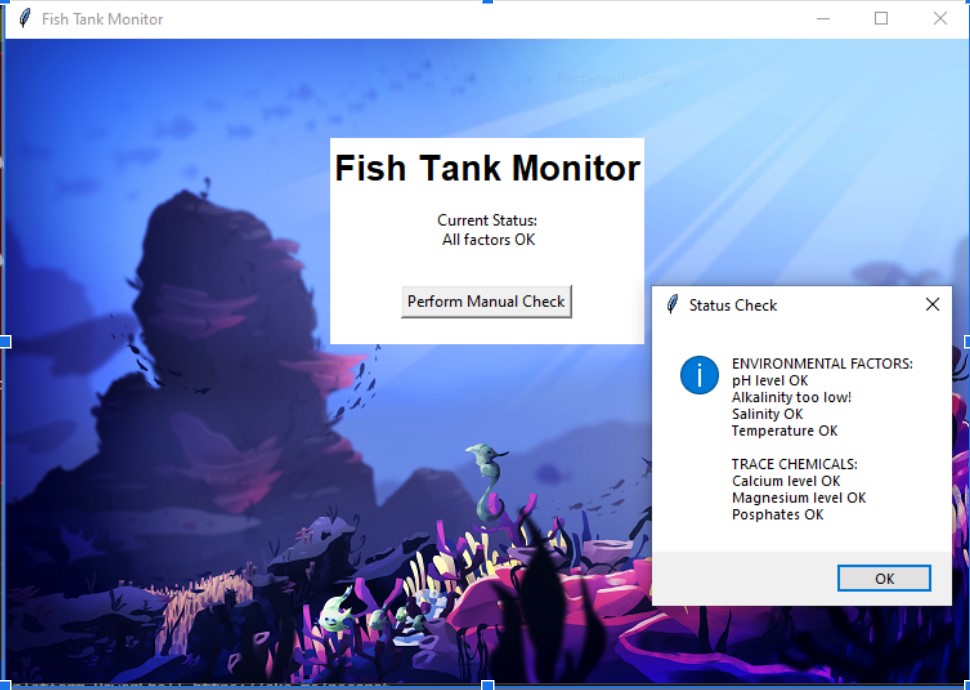 Fish Tank Monitor
Rectangular Snip
Fish Tank Monitor
Current Status:
All factors OK
Perform Manual Check
Status Check
ENVIRONMENTAL FACTORS:
pH level OK
Alkalinity too low!
Salinity OK
Temperature OK
TRACE CHEMICALS:
Calcium level OK
Magnesium level OK
Posphates OK
OK